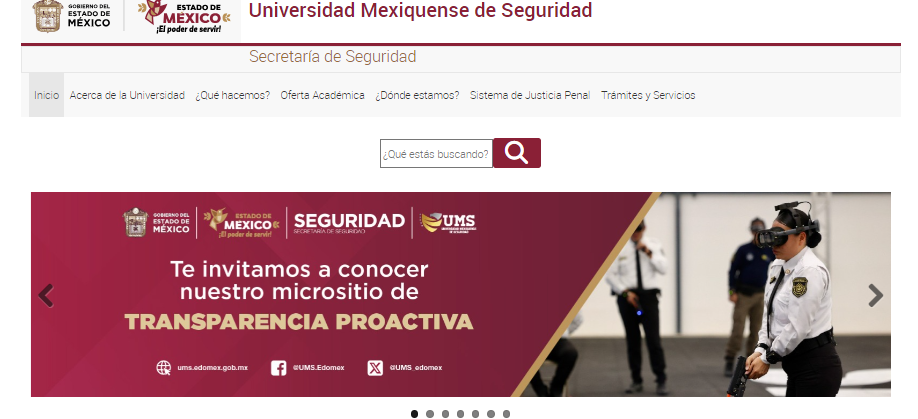 GOBIERNO DEL
ESTADO DE
MÉXICO
ESTADO DE
MÉXICO
¡El poder de servir!
Universidad Mexiquense de Seguridad
Secretaría de Seguridad
Inicio Acerca de la Universidad ¿Qué hacemos? Oferta Académica ¿Dónde estamos? Sistema de Justicia Penal Trámites y Servicios
¿Qué estás buscando?
GOBIERNO DEL
ESTADO DE
MÉXICO
ESTADO DE
MÉXICO
¡El poder de servir!
SEGURIDAD
SECRETARÍA DE SEGURIDAD
UMS
Te invitamos a conocer
nuestro micrositio de
TRANSPARENCIA PROACTIVA
ums.edomex.gob.mx @UMS.Edomex @UMS_edomex